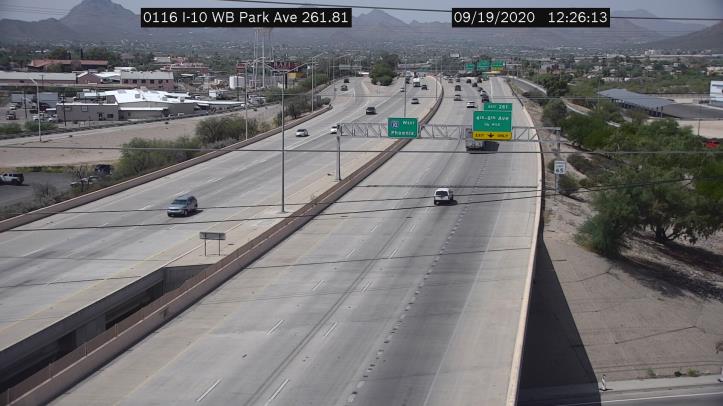 0116 I-10 WB Park Ave 261.81
09/19/2020
12:26:13
EXIT 261
West
Phoenix
6th-4th Ave
EXIT ONLY